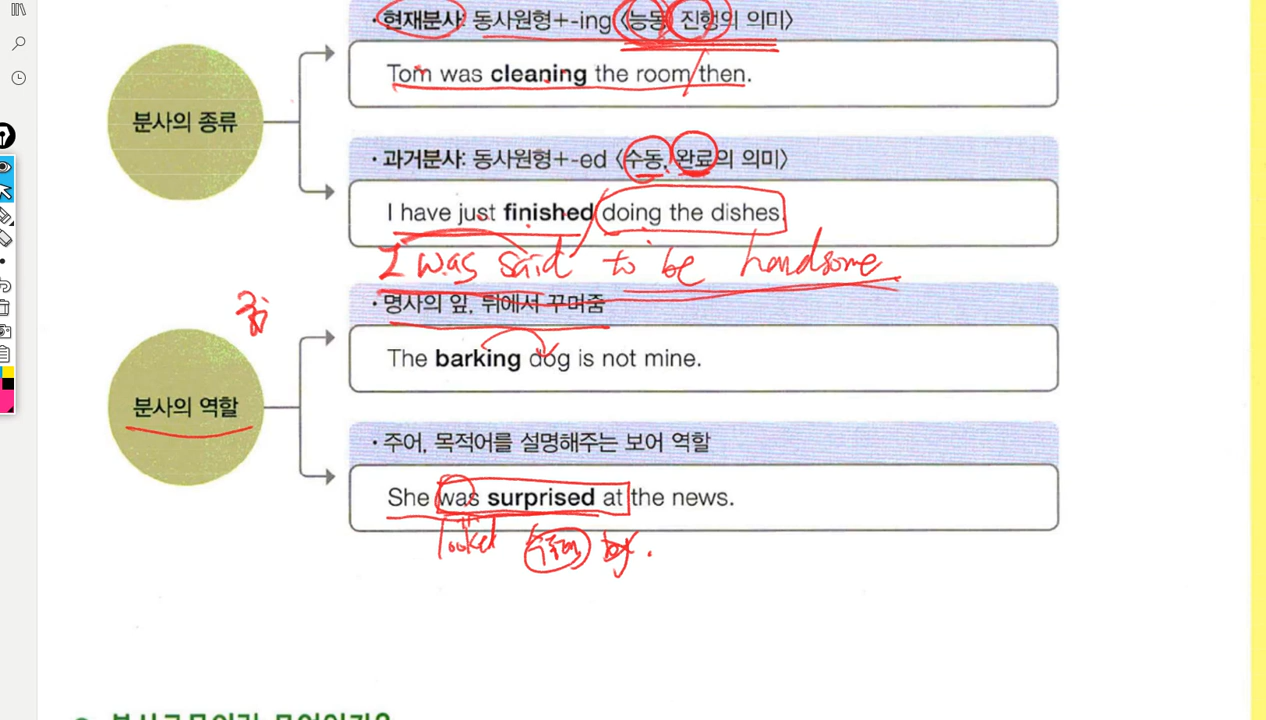 · 현재분사: 동사원형+-ing 〈능동, 진행의 의미〉
Tom was cleaning the room then.
분사의 종류
· 과거분사: 동사원형+-ed 〈수동, 완료의 의미〉
I have just finished doing the dishes.
I was said to be handsome
· 명사의 앞, 뒤에서 꾸며줌
The barking dog is not mine.
분사의 역할
· 주어, 목적어를 설명해주는 보어 역할
She was surprised at the news.
looked